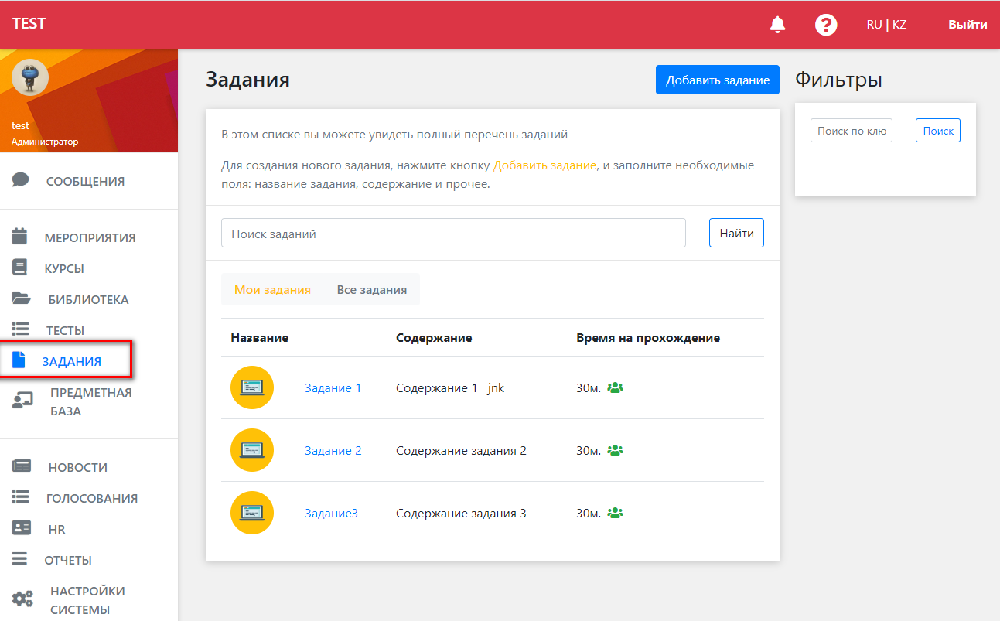 TEST
RU | KZ
Выйти
test
Администратор
СООБЩЕНИЯ
МЕРОПРИЯТИЯ
КУРСЫ
БИБЛИОТЕКА
ТЕСТЫ
ЗАДАНИЯ
ПРЕДМЕТНАЯ
БАЗА
НОВОСТИ
ГОЛОСОВАНИЯ
HR
ОТЧЕТЫ
НАСТРОЙКИ
СИСТЕМЫ
Задания
Добавить задание
В этом списке вы можете увидеть полный перечень заданий
Для создания нового задания, нажмите кнопку Добавить задание, и заполните необходимые
поля: название задания, содержание и прочее.
Поиск заданий
Найти
Мои задания Все задания
Название Содержание Время на прохождение
Задание 1 Содержание 1 jnk 30м.
Задание 2 Содержание задания 2 30м.
Задание3 Содержание задания 3 30м.
Фильтры
Поиск по клю
Поиск